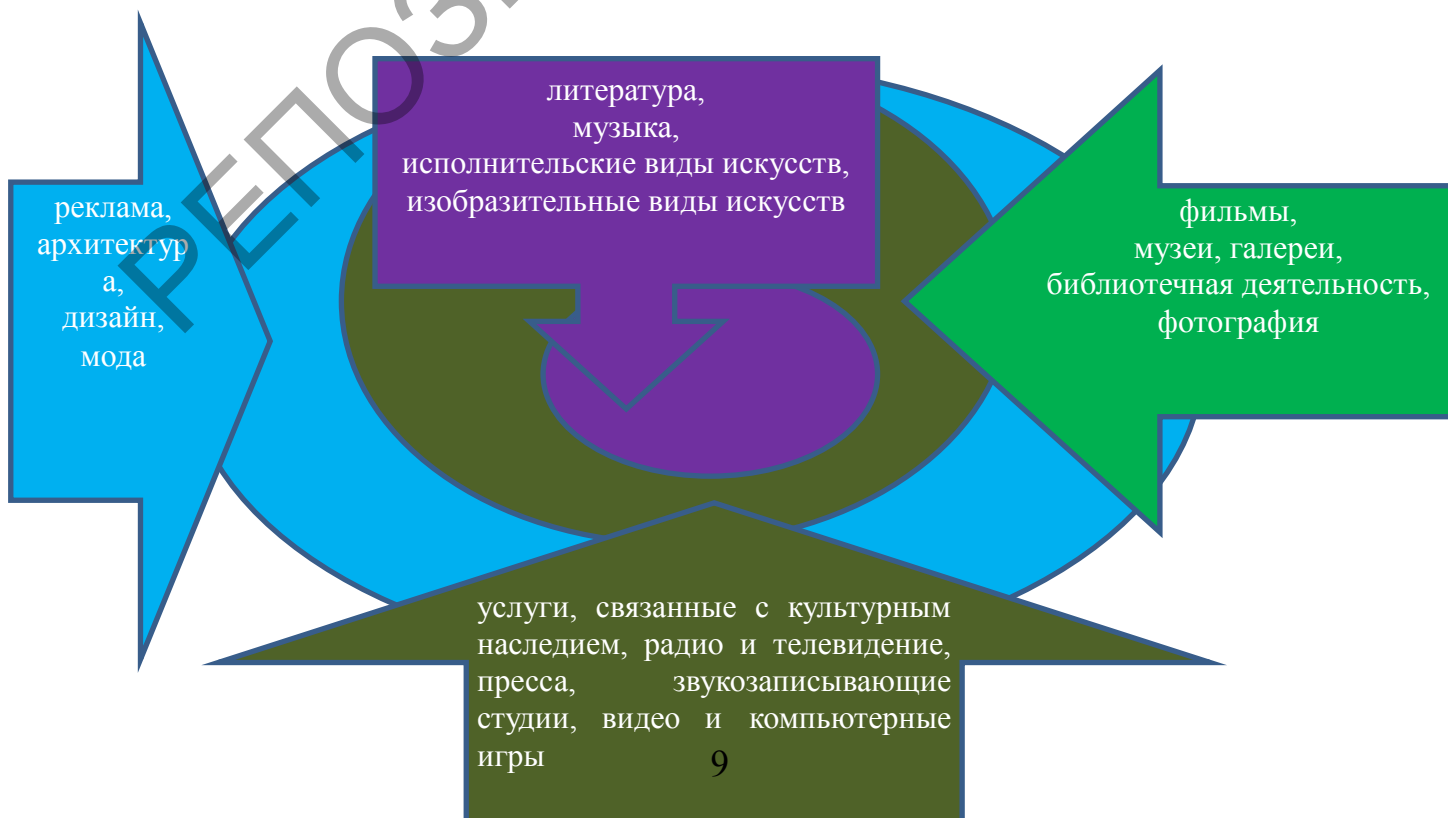 РЕПОЗ
литература,
музыка,
исполнительские виды искусств,
изобразительные виды искусств
реклама,
архитектур
а,
дизайн,
мода
фильмы,
музеи, галереи,
библиотечная деятельность,
фотография
услуги, связанные с культурным
наследием, радио и телевидение,
пресса, звукозаписывающие
студии, видео и компьютерные
игры
9